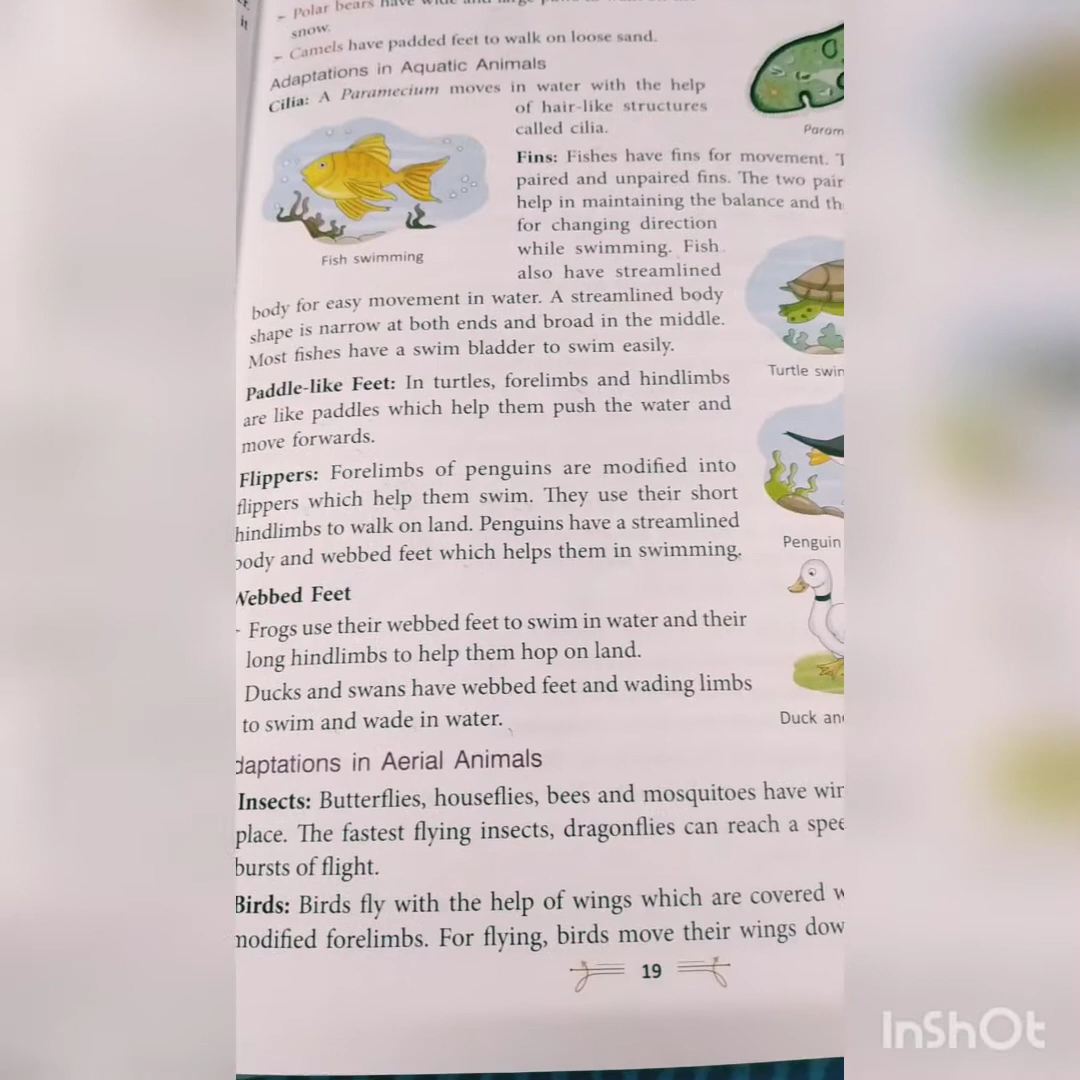 - Polar bears have wide and large
snow.
- Camels have padded feet to walk on loose sand.
Adaptations in Aquatic Animals
Cilia: A Paramecium moves in water with the help
of hair-like structures
called cilia.
Param
Fins: Fishes have fins for movement. T
paired and unpaired fins. The two pair
help in maintaining the balance and th
for changing direction
while swimming. Fish
also have streamlined
Fish swimming
body for easy movement in water. A streamlined body
shape is narrow at both ends and broad in the middle.
Most fishes have a swim bladder to swim easily.
Turtle swim
Paddle-like Feet: In turtles, forelimbs and hindlimbs
are like paddles which help them push the water and
move forwards.
Flippers: Forelimbs of penguins are modified into
flippers which help them swim. They use their short
hindlimbs to walk on land. Penguins have a streamlined
body and webbed feet which helps them in swimming.
Penguin
Webbed Feet
- Frogs use their webbed feet to swim in water and their
long hindlimbs to help them hop on land.
Ducks and swans have webbed feet and wading limbs
to swim and wade in water.
Duck an
daptations in Aerial Animals
Insects: Butterflies, houseflies, bees and mosquitoes have win
place. The fastest flying insects, dragonflies can reach a spee
bursts of flight.
Birds: Birds fly with the help of wings which are covered w
modified forelimbs. For flying, birds move their wings dow
19
InShOt